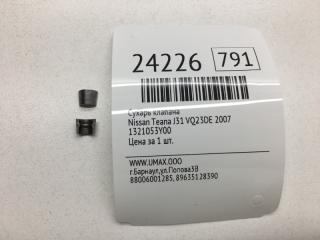 24226 791
Сухарь клапана
Nissan Teana J31 VQ23DE 2007
1321053Y00
Цена за 1 шт.
WWW.UMAX.OOO
г.Барнаул,ул.Попова3В
88006001285, 89635128390